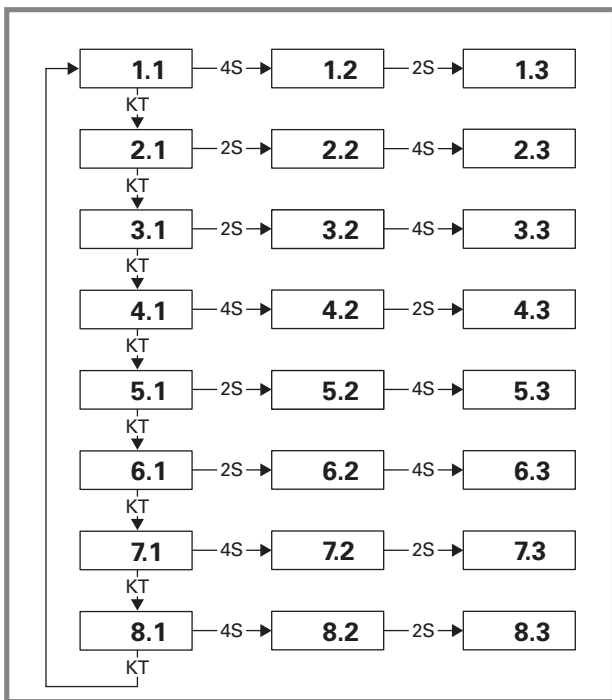 1.1 4S 1.2 2S 1.3
KT
2.1 2S 2.2 4S 2.3
KT
3.1 2S 3.2 4S 3.3
KT
4.1 4S 4.2 2S 4.3
KT
5.1 2S 5.2 4S 5.3
KT
6.1 2S 6.2 4S 6.3
KT
7.1 4S 7.2 2S 7.3
KT
8.1 4S 8.2 2S 8.3
KT